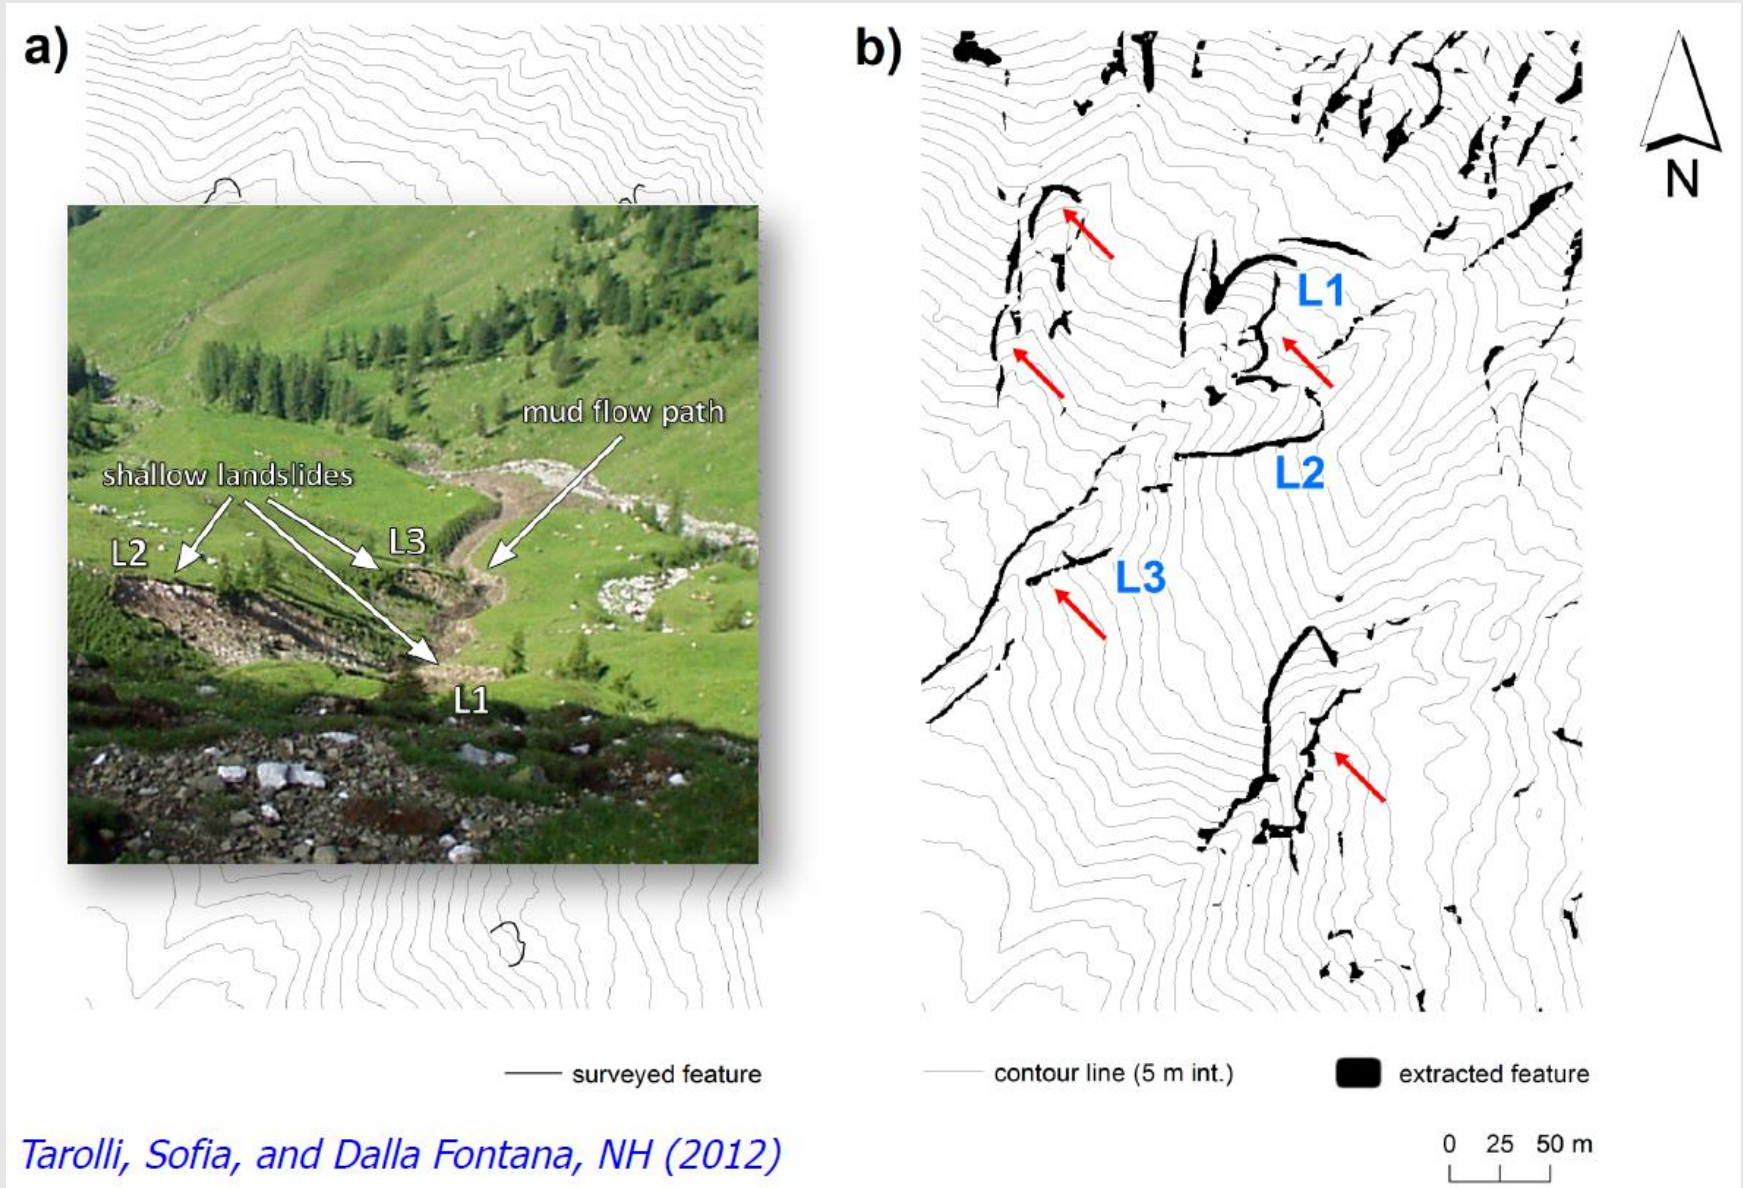 a)
b)
N
mud flow path
shallow landslides
L2
L3
L1
L1
L2
L3
surveyed feature
contour line (5 m int.)
extracted feature
Tarolli, Sofia, and Dalla Fontana, NH (2012)
0 25 50 m